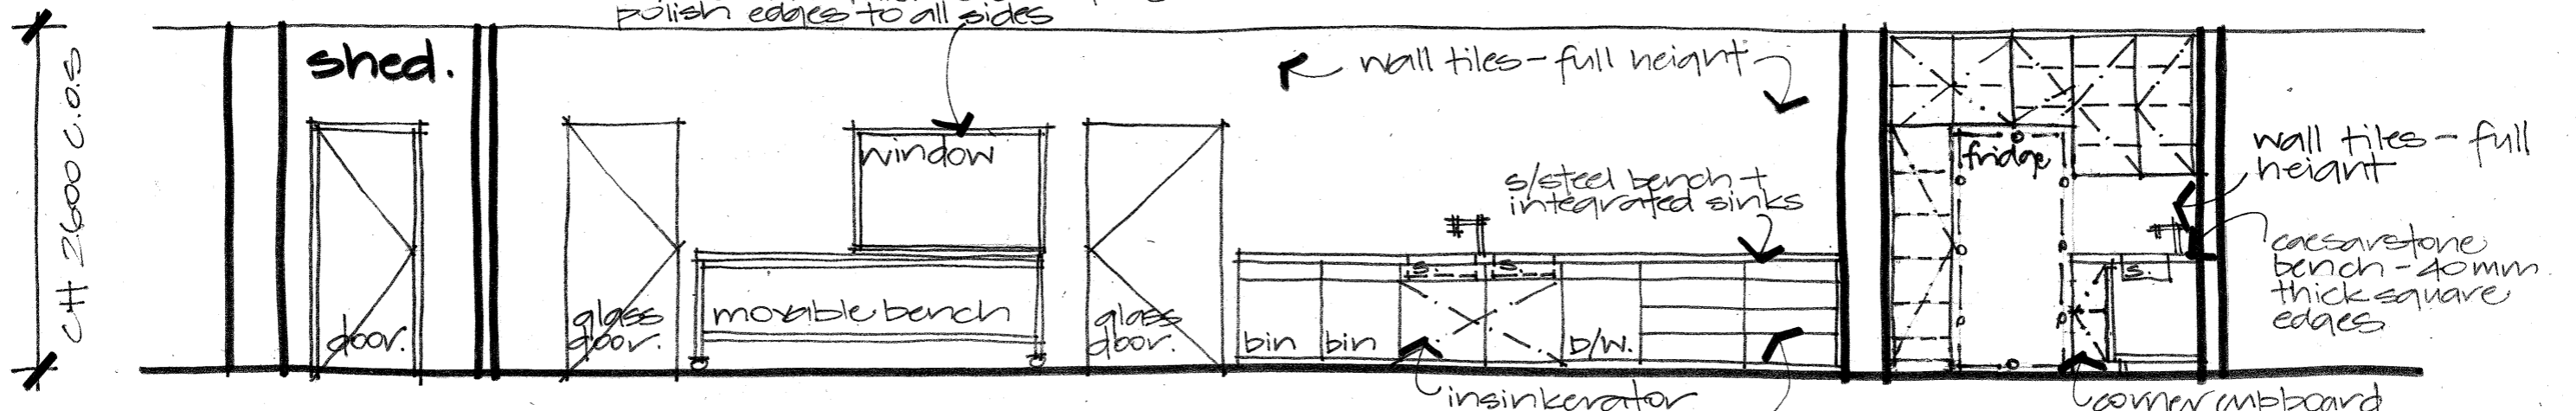 polish edges to all sides
shed.
wall tiles - full height
CH 2600 C.O.S
window
fridge
wall tiles - full
height
s/steel bench +
integrated sinks
caesarstone
bench - 40mm
thick square
edges
s.
s.
s.
door.
glass
door.
movable bench
glass
door.
bin
bin
D/W.
insinkerator
corner cupboard